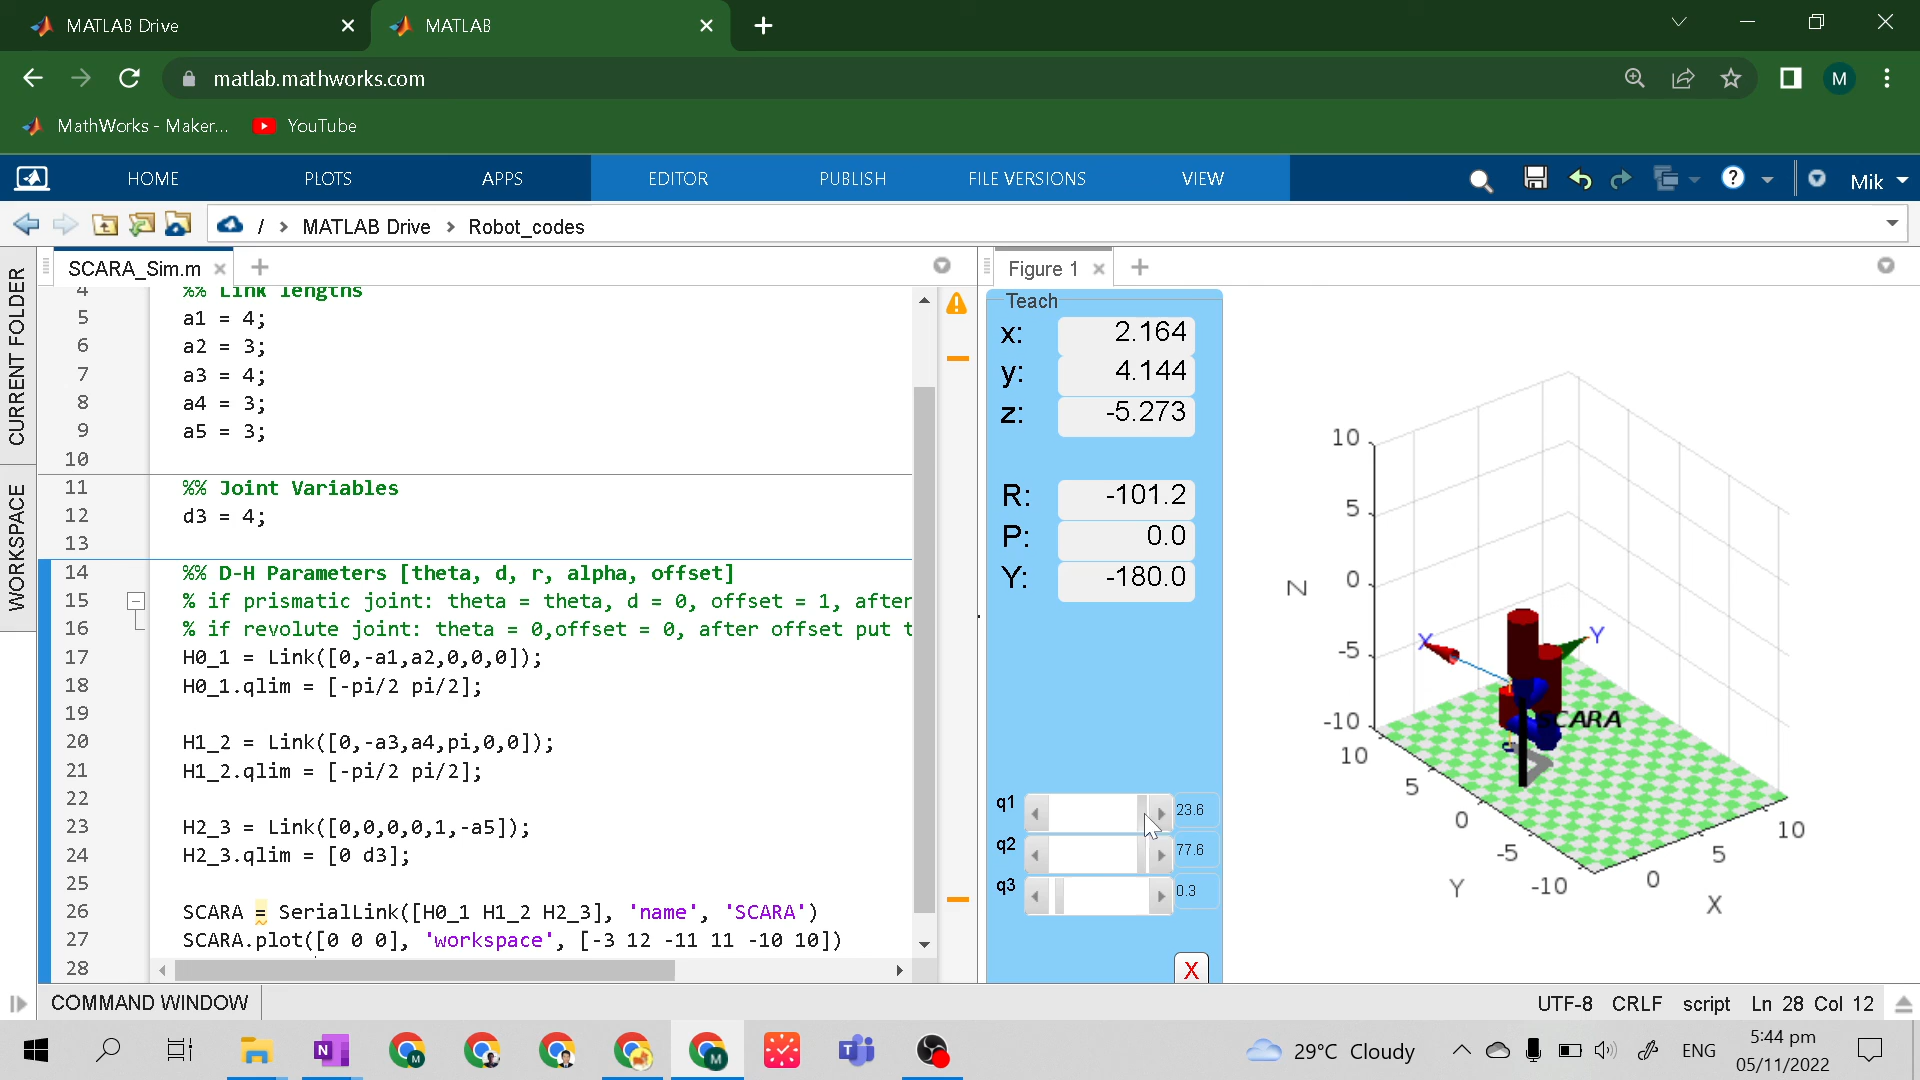 MATLAB Drive
MATLAB
matlab.mathworks.com
M
MathWorks - Maker...
YouTube
HOME
PLOTS
APPS
EDITOR
PUBLISH
FILE VERSIONS
VIEW
Mik
/ > MATLAB Drive > Robot_codes
CURRENT FOLDER
WORKSPACE
SCARA_Sim.m
4 %% Link lengths
5 a1 = 4;
6 a2 = 3;
7 a3 = 4;
8 a4 = 3;
9 a5 = 3;
10
11 %% Joint Variables
12 d3 = 4;
13
14 %% D-H Parameters [theta, d, r, alpha, offset]
15 % if prismatic joint: theta = theta, d = 0, offset = 1, after
16 % if revolute joint: theta = 0,offset = 0, after offset put t
17 H0_1 = Link([0,-a1,a2,0,0,0]);
18 H0_1.qlim = [-pi/2 pi/2];
19
20 H1_2 = Link([0,-a3,a4,pi,0,0]);
21 H1_2.qlim = [-pi/2 pi/2];
22
23 H2_3 = Link([0,0,0,0,1,-a5]);
24 H2_3.qlim = [0 d3];
25
26 SCARA = SerialLink([H0_1 H1_2 H2_3], 'name', 'SCARA')
27 SCARA.plot([0 0 0], 'workspace', [-3 12 -11 11 -10 10])
28
Figure 1
Teach
x: 2.164
y: 4.144
z: -5.273
R: -101.2
P: 0.0
Y: -180.0
q1 23.6
q2 77.6
q3 0.3
X
10
5
0
-5
-10
Z
10
5
0
-5
-10
Y
0
5
10
X
X
Y
SCARA
COMMAND WINDOW
UTF-8 CRLF script Ln 28 Col 12
29°C Cloudy
ENG
5:44 pm
05/11/2022